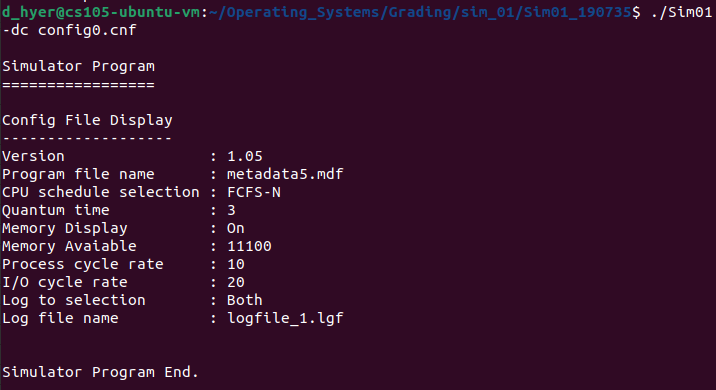 d_hyer@cs105-ubuntu-vm:~/Operating_Systems/Grading/sim_01/Sim01_190735$ ./Sim01
-dc config0.cnf

Simulator Program
=================

Config File Display
-------------------
Version                : 1.05
Program file name      : metadata5.mdf
CPU schedule selection : FCFS-N
Quantum time           : 3
Memory Display         : On
Memory Avaiable        : 11100
Process cycle rate     : 10
I/O cycle rate         : 20
Log to selection       : Both
Log file name          : logfile_1.lgf

Simulator Program End.